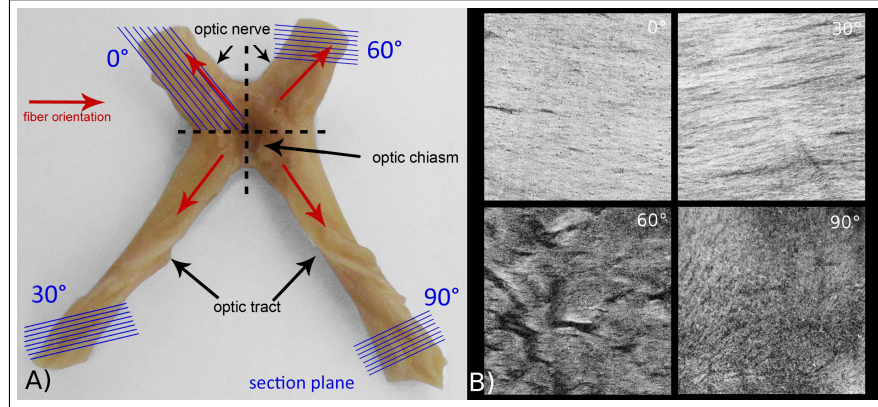 optic nerve
0°
60°
fiber orientation
optic chiasm
30°
90°
optic tract
A)
section plane
0°
30°
60°
90°
B)